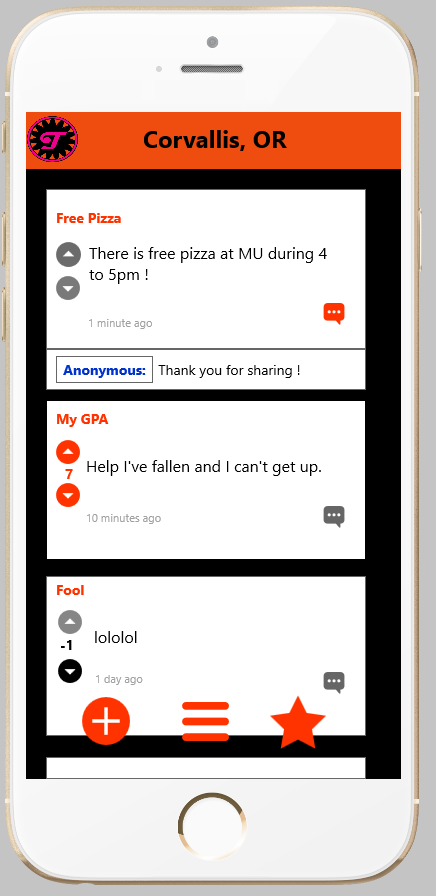 T
Corvallis, OR
Free Pizza
There is free pizza at MU during 4
to 5pm !
1 minute ago
Anonymous: Thank you for sharing !
My GPA
7
Help I've fallen and I can't get up.
10 minutes ago
Fool
-1
lololol
1 day ago